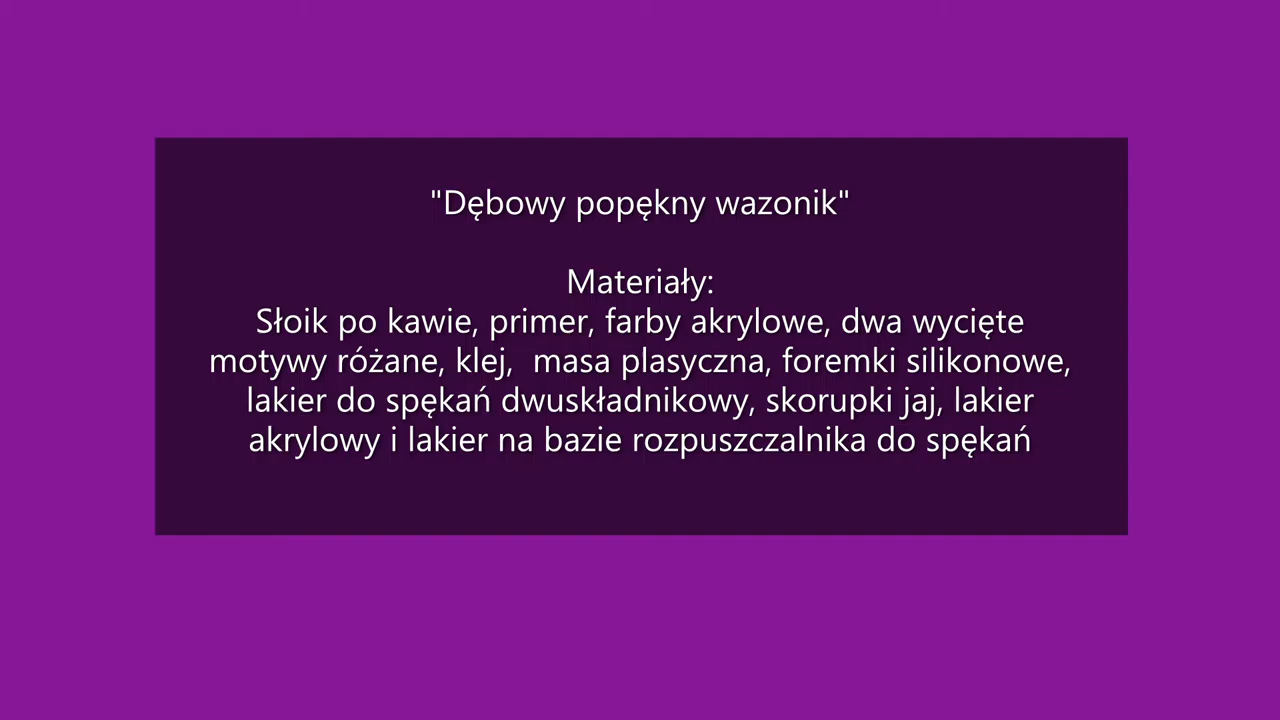 "Dębowy popękny wazonik"
Materiały:
Słoik po kawie, primer, farby akrylowe, dwa wycięte
motywy różane, klej,  masa plasyczna, foremki silikonowe,
lakier do spękań dwuskładnikowy, skorupki jaj, lakier
akrylowy i lakier na bazie rozpuszczalnika do spękań